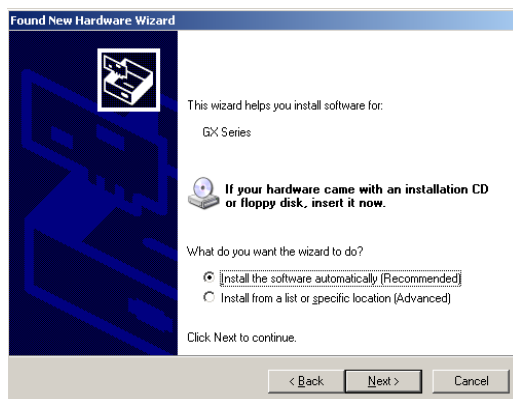 Found New Hardware Wizard
This wizard helps you install software for:
GX Series
If your hardware came with an installation CD
or floppy disk, insert it now.
What do you want the wizard to do?
Install the software automatically (Recommended)
Install from a list or specific location (Advanced)
Click Next to continue.
< Back Next > Cancel